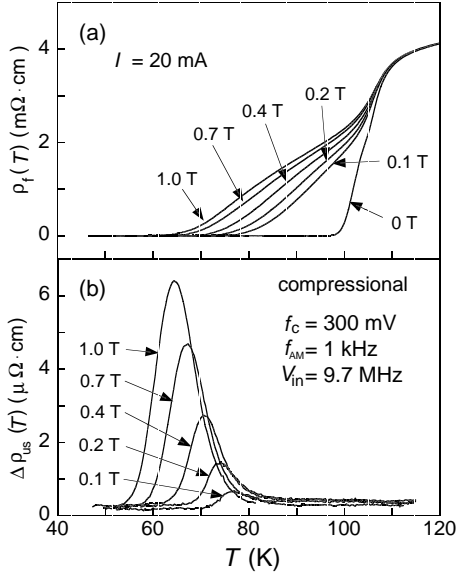 (a)
I = 20 mA
0.2 T
0.4 T
0.7 T
1.0 T
0.1 T
0 T
ρf (T) (mΩ·cm)
4
2
0
(b)
compressional
fc = 300 mV
fAM = 1 kHz
Vin = 9.7 MHz
1.0 T
0.7 T
0.4 T
0.2 T
0.1 T
Δρus (T) (μΩ·cm)
6
4
2
0
40 60 80 100 120
T (K)